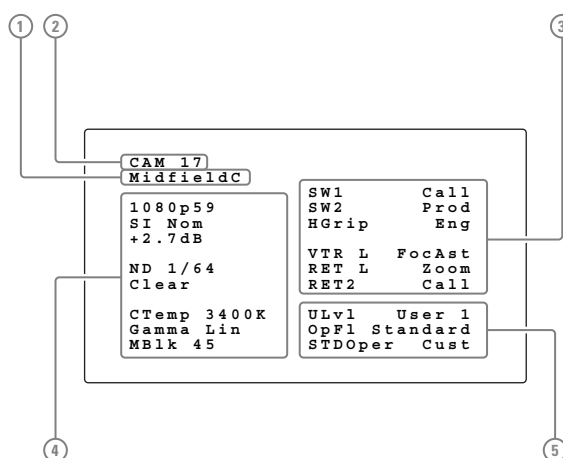 1
2
3
CAM 17
MidfieldC
1080p59
SI Nom
+2.7dB
ND 1/64
Clear
CTemp 3400K
Gamma Lin
MBlk 45
SW1 Call
SW2 Prod
HGrip Eng
VTR L FocAst
RET L Zoom
RET2 Call
ULvl User 1
OpFl Standard
STDOper Cust
4
5